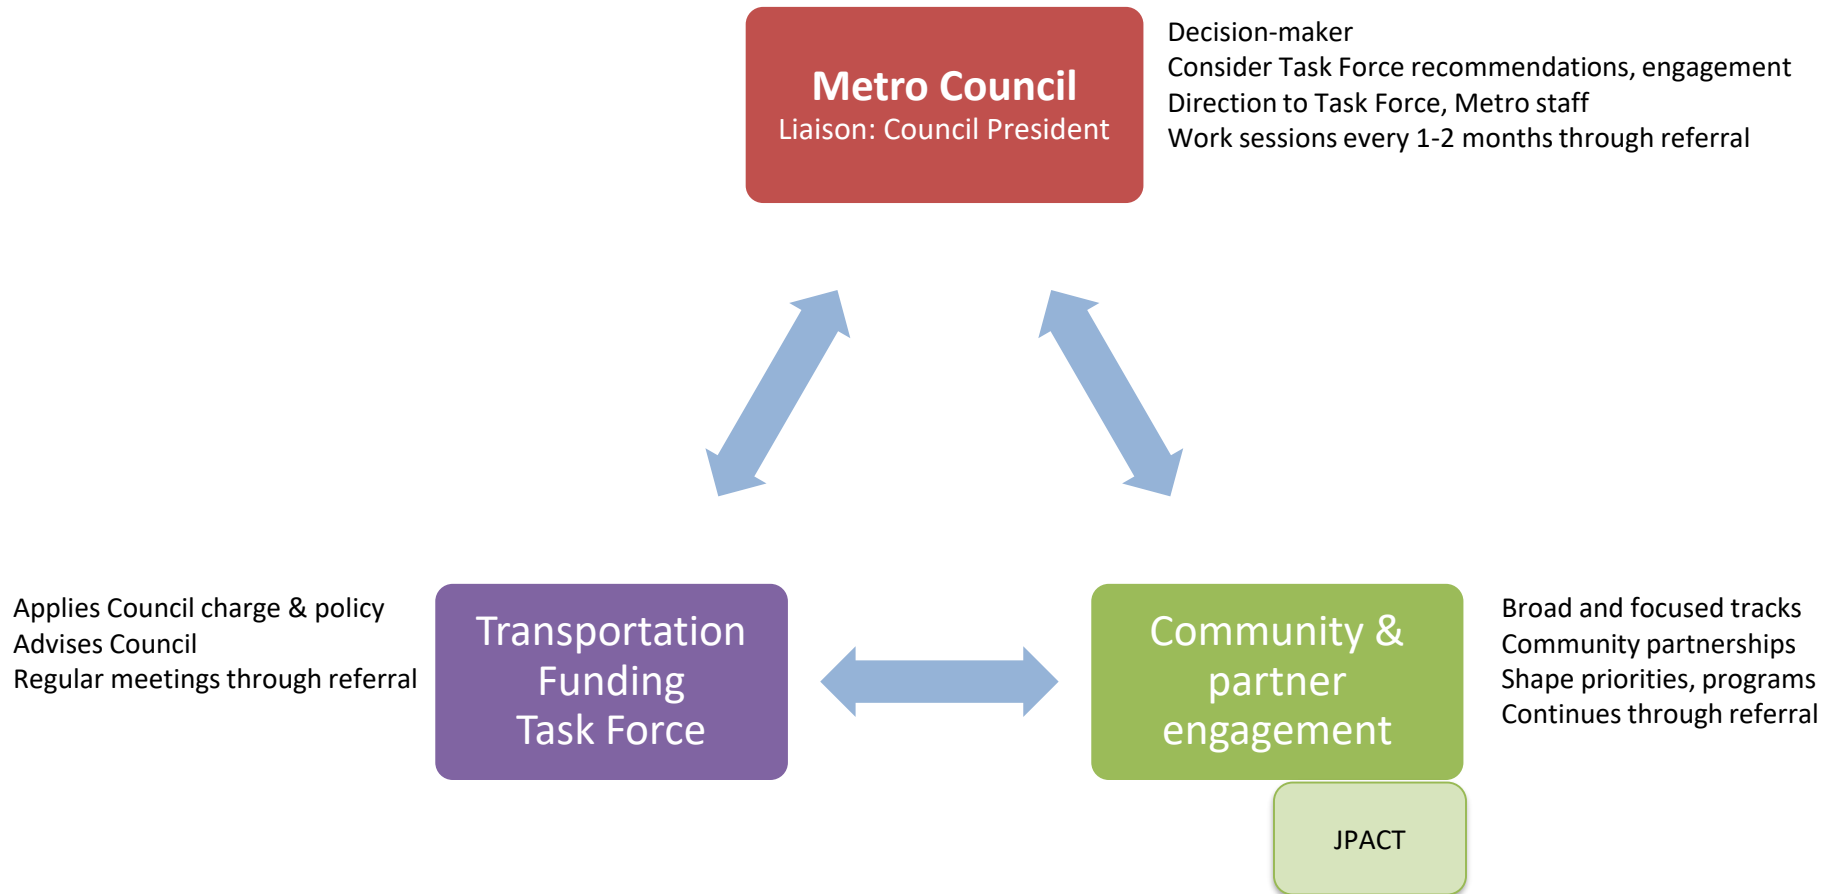 Metro Council
Liaison: Council President
Decision-maker
Consider Task Force recommendations, engagement
Direction to Task Force, Metro staff
Work sessions every 1-2 months through referral
Applies Council charge & policy
Advises Council
Regular meetings through referral
Transportation
Funding
Task Force
Community &
partner
engagement
Broad and focused tracks
Community partnerships
Shape priorities, programs
Continues through referral
JPACT